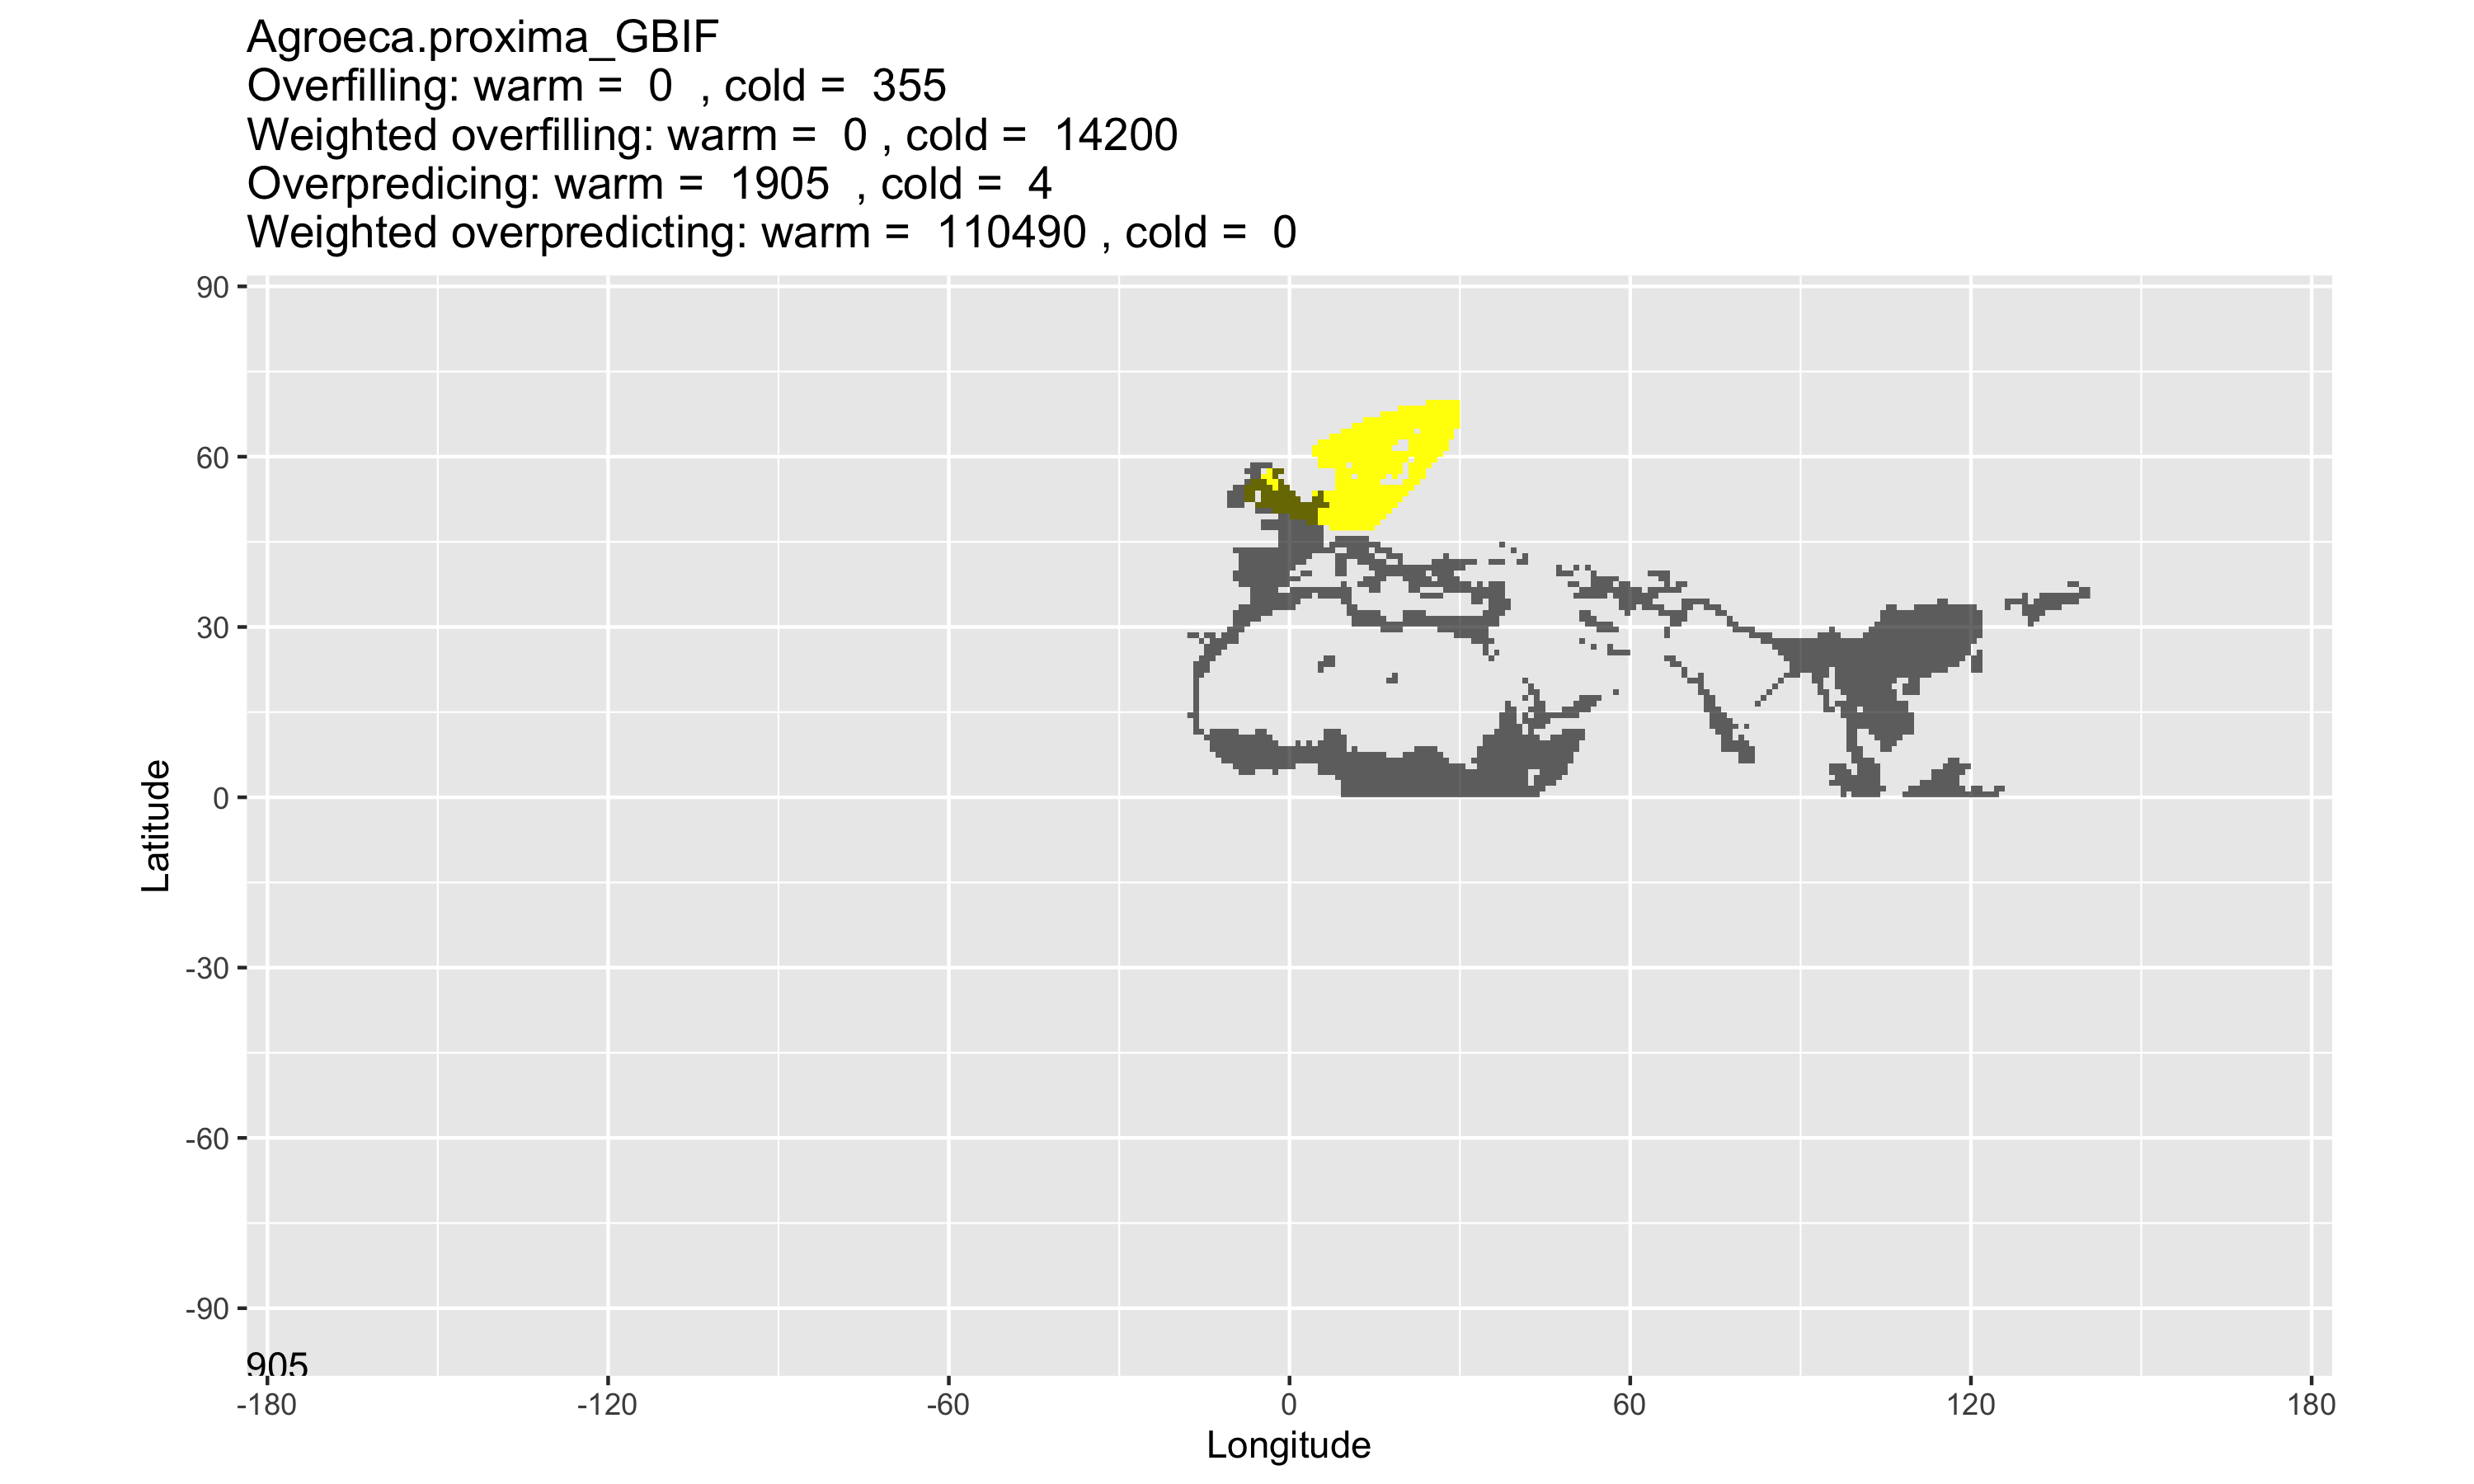 Agroeca.proxima_GBIF
Overfilling: warm =  0  , cold =  355
Weighted overfilling: warm =  0 , cold =  14200
Overpredicing: warm =  1905  , cold =  4
Weighted overpredicting: warm =  110490 , cold =  0
90
60
30
0
-30
-60
-90
Latitude
905
-180
-120
-60
0
60
120
180
Longitude